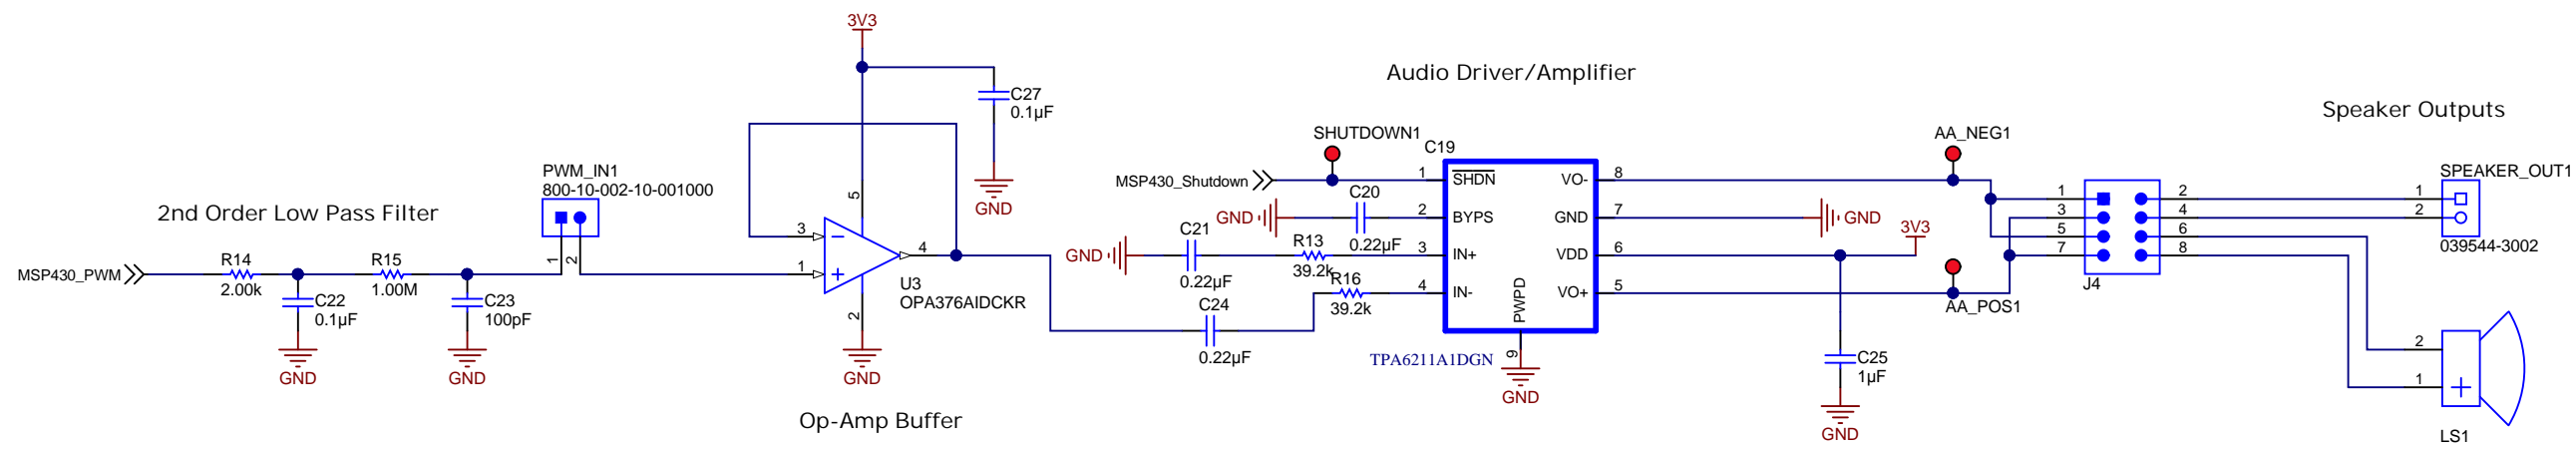 3V3
Audio Driver/Amplifier
C27
0.1µF
Speaker Outputs
SHUTDOWN1
AA_NEG1
C19
PWM_IN1
800-10-002-10-001000
SPEAKER_OUT1
MSP430_Shutdown
1
SHDN
VO-
8
C20
5
GND
1
2
1
2nd Order Low Pass Filter
GND
2
BYPS
GND
7
GND
3
4
2
0.22µF
C21
3V3
3
R13
5
6
039544-3002
1
2
4
GND
3
IN+
VDD
6
7
8
R14
R15
39.2k
R16
MSP430_PWM
1
0.22µF
J4
2.00k
1.00M
U3
OPA376AIDCKR
4
IN-
PWPD
VO+
5
C22
0.1µF
C23
100pF
C24
39.2k
AA_POS1
2
0.22µF
2
TPA6211A1DGN
9
C25
1µF
GND
GND
GND
1
GND
Op-Amp Buffer
GND
LS1